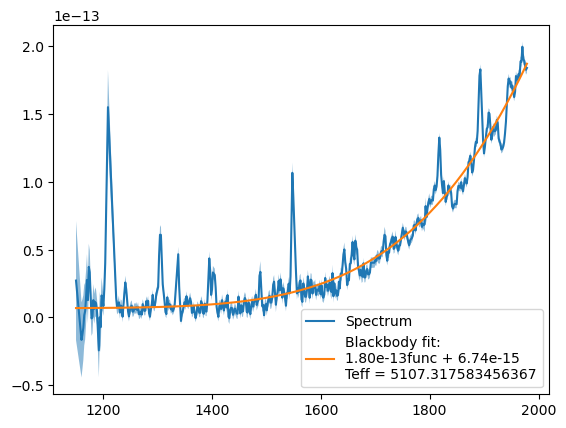 1e−13
2.0
1.5
1.0
0.5
0.0
−0.5
1200
1400
1600
1800
2000
Spectrum
Blackbody fit:
1.80e-13func + 6.74e-15
Teff = 5107.317583456367